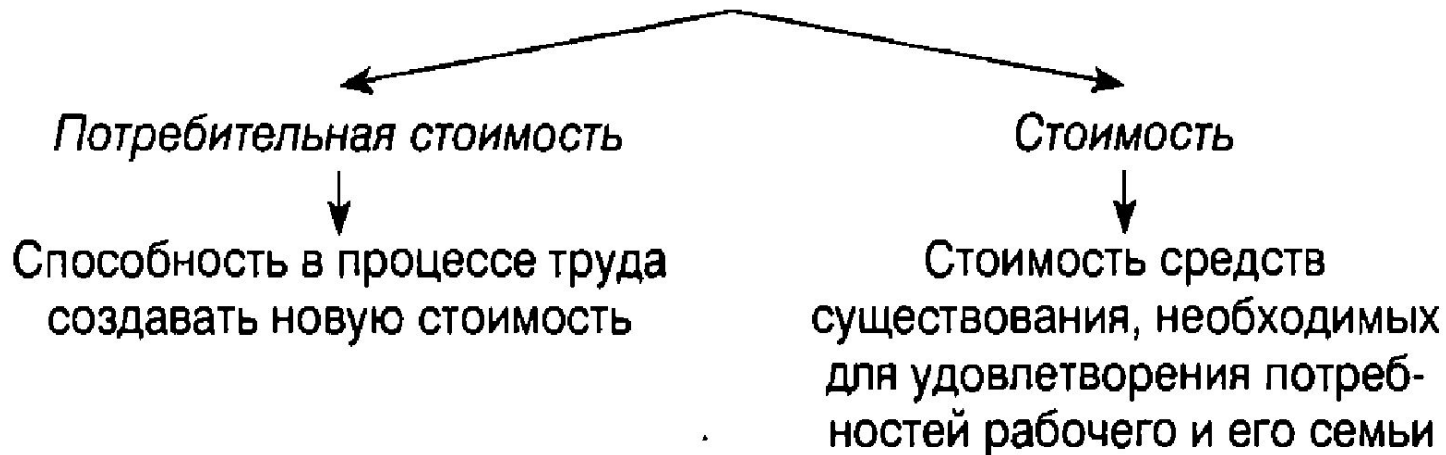 Потребительная стоимость
Стоимость
Способность в процессе труда
создавать новую стоимость
Стоимость средств
существования, необходимых
для удовлетворения потреб-
ностей рабочего и его семьи